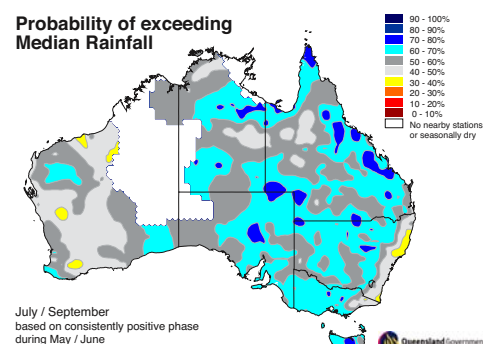 Probability of exceeding
Median Rainfall
90 - 100%
80 - 90%
70 - 80%
60 - 70%
50 - 60%
40 - 50%
30 - 40%
20 - 30%
10 - 20%
0 - 10%
No nearby stations
or seasonally dry
July / September
based on consistently positive phase
during May / June
Queensland Government